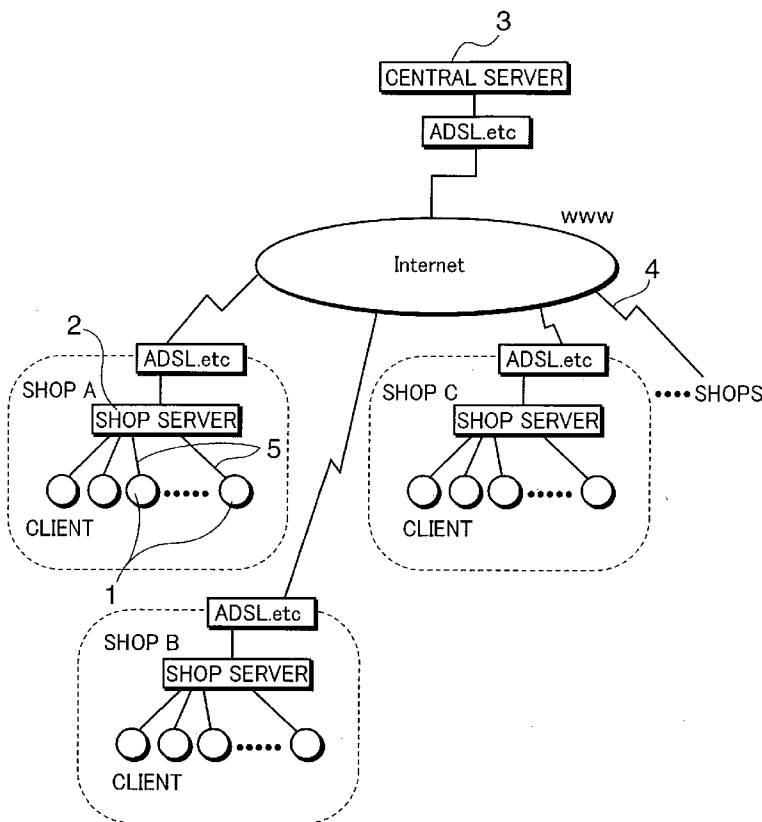 3
CENTRAL SERVER
ADSL.etc
www
Internet
4
2
ADSL.etc
SHOP A
SHOP SERVER
5
CLIENT
1
ADSL.etc
SHOP C
SHOP SERVER
CLIENT
•••• SHOPS
ADSL.etc
SHOP B
SHOP SERVER
CLIENT